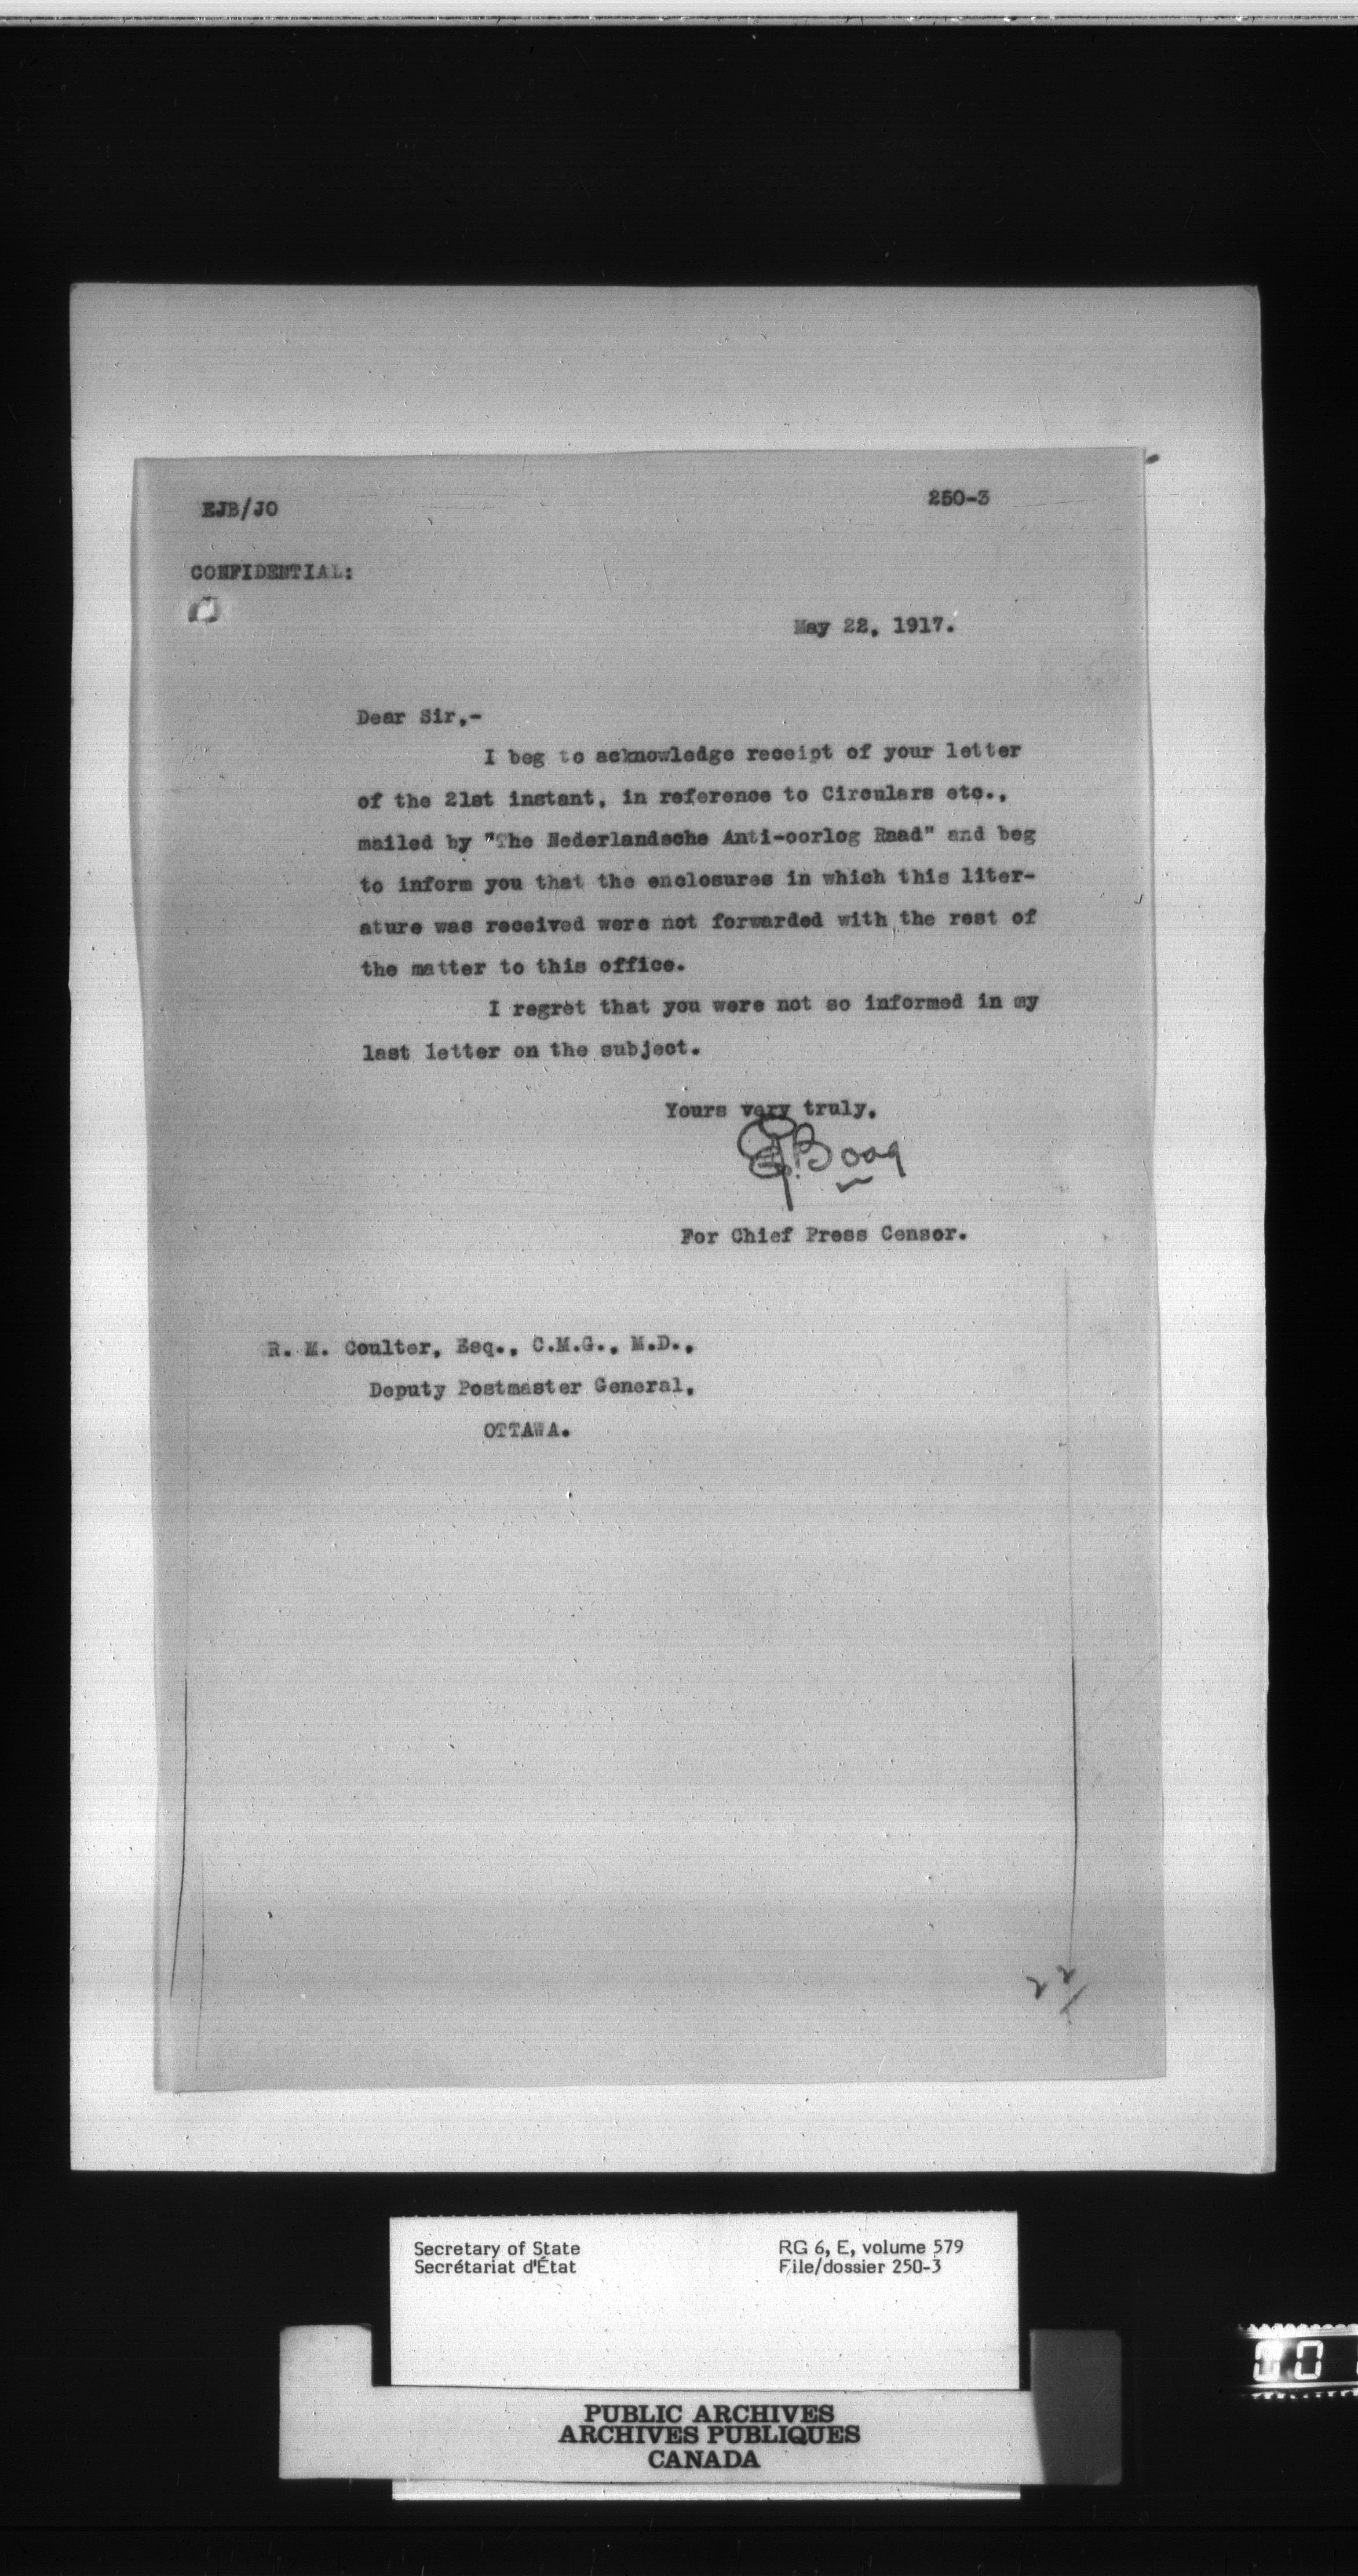 EJB/JO
250-3
CONFIDENTIAL:
May 22, 1917.
Dear Sir,-
I beg to acknowledge receipt of your letter
of the 21st instant, in reference to Circulars etc.,
mailed by "The Nederlandsche Anti-oorlog Raad" and beg
to inform you that the enclosures in which this liter-
ature was received were not forwarded with the rest of
the matter to this office.
I regret that you were not so informed in my
last letter on the subject.
Yours very truly,
EJ.Boag
For Chief Press Censor.
R. M. Coulter, Esq., C.M.G., M.D.,
Deputy Postmaster General,
OTTAWA.
22/
Secretary of State
Secrétariat d'État
RG 6, E, volume 579
File/dossier 250-3
PUBLIC ARCHIVES
ARCHIVES PUBLIQUES
CANADA